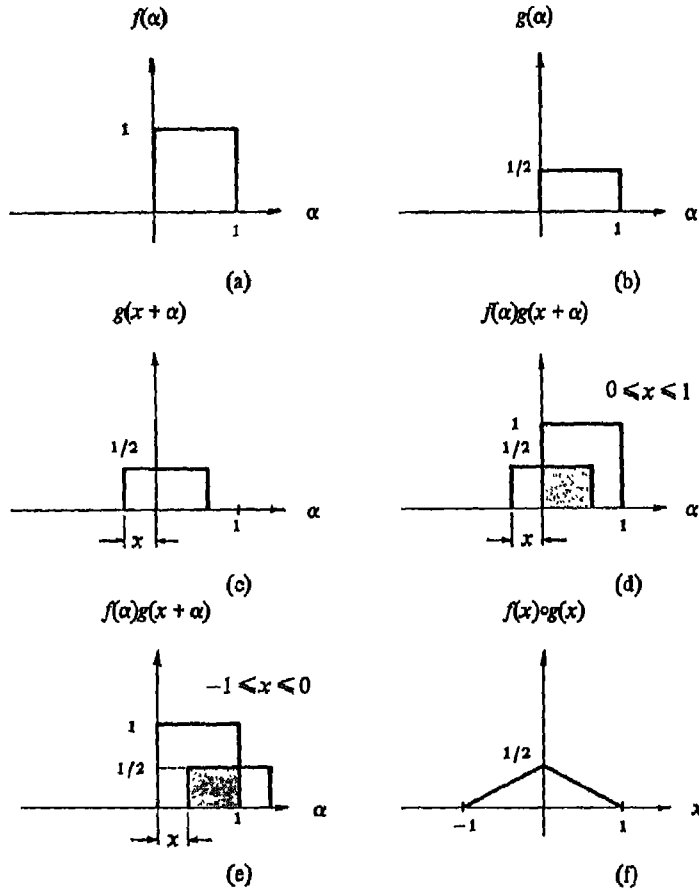 f(α)
1
1
α
(a)
g(α)
1/2
1
α
(b)
g(x + α)
1/2
1
α
x
(c)
f(α)g(x + α)
0 ⩽ x ⩽ 1
1
1/2
1
α
x
(d)
f(α)g(x + α)
−1 ⩽ x ⩽ 0
1
1/2
1
α
x
(e)
f(x)∘g(x)
1/2
−1
1
x
(f)